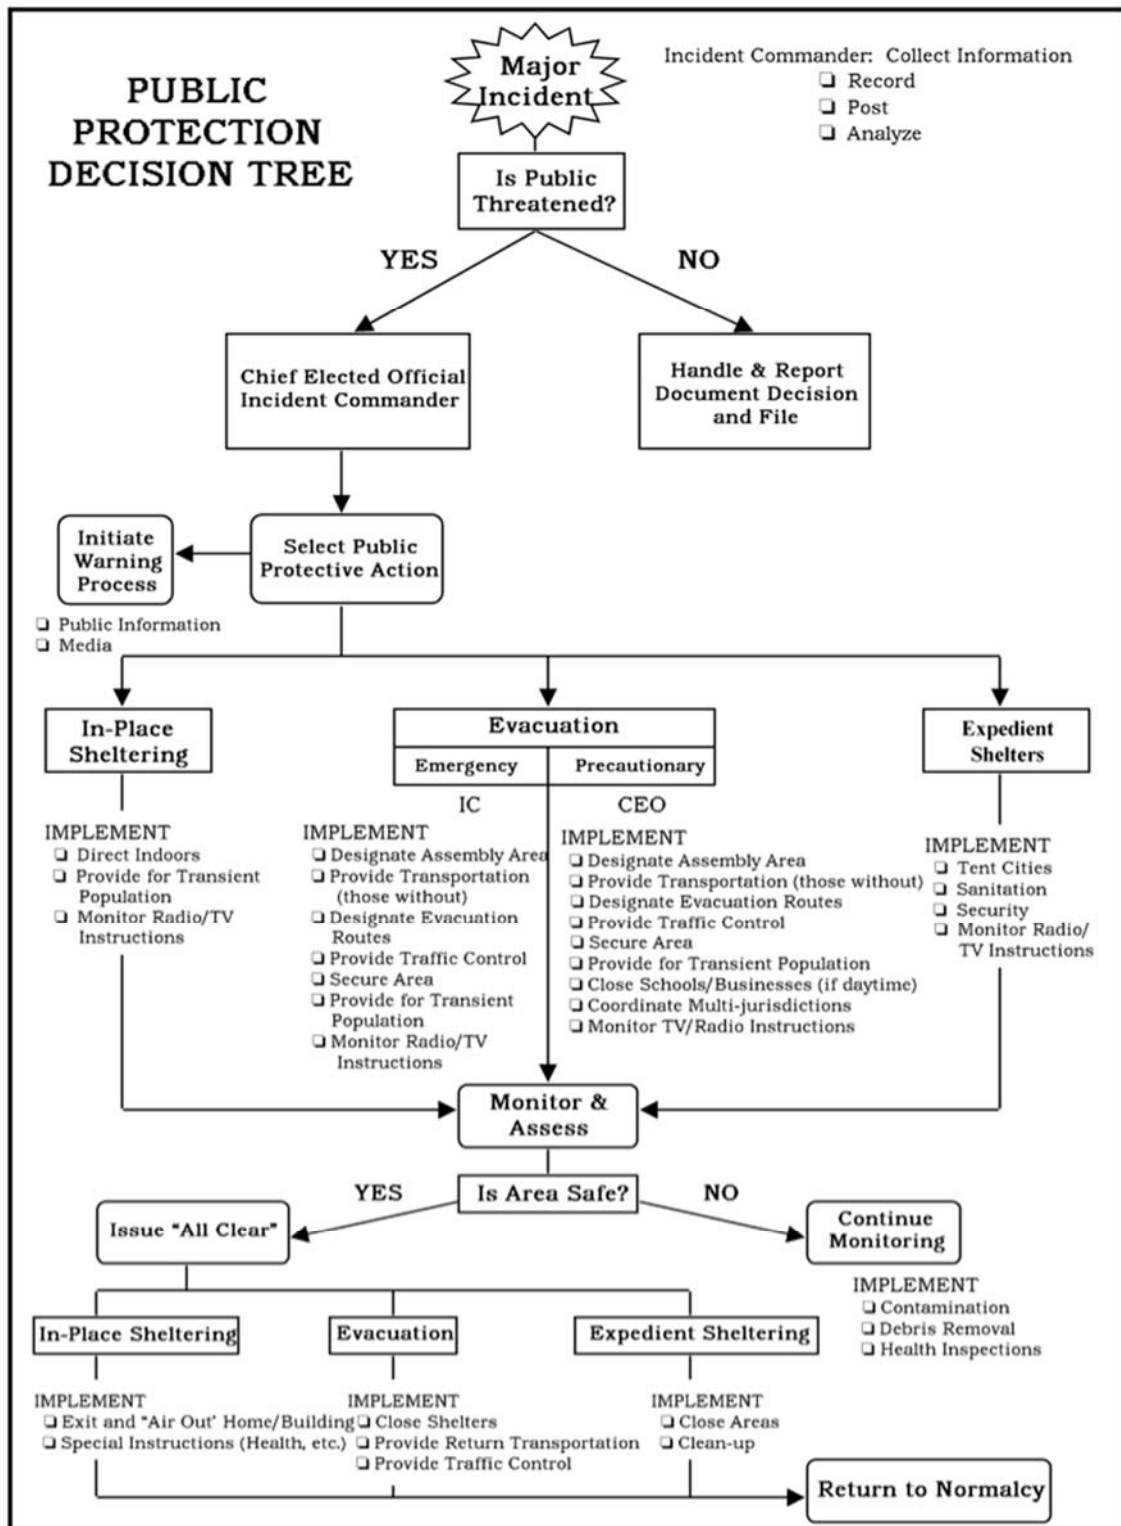 PUBLIC
PROTECTION
DECISION TREE
Major
Incident
Incident Commander: Collect Information
❑ Record
❑ Post
❑ Analyze
Is Public
Threatened?
YES
NO
Chief Elected Official
Incident Commander
Handle & Report
Document Decision
and File
Initiate
Warning
Process
Select Public
Protective Action
❑ Public Information
❑ Media
In-Place
Sheltering
Evacuation
Emergency
Precautionary
Expedient
Shelters
IC
CEO
IMPLEMENT
❑ Direct Indoors
❑ Provide for Transient
Population
❑ Monitor Radio/TV
Instructions
IMPLEMENT
❑ Designate Assembly Area
❑ Provide Transportation
(those without)
❑ Designate Evacuation
Routes
❑ Provide Traffic Control
❑ Secure Area
❑ Provide for Transient
Population
❑ Monitor Radio/TV
Instructions
IMPLEMENT
❑ Designate Assembly Area
❑ Provide Transportation (those without)
❑ Designate Evacuation Routes
❑ Provide Traffic Control
❑ Secure Area
❑ Provide for Transient Population
❑ Close Schools/Businesses (if daytime)
❑ Coordinate Multi-jurisdictions
❑ Monitor TV/Radio Instructions
IMPLEMENT
❑ Tent Cities
❑ Sanitation
❑ Security
❑ Monitor Radio/
TV Instructions
Monitor &
Assess
Is Area Safe?
YES
NO
Issue "All Clear"
Continue
Monitoring
IMPLEMENT
❑ Contamination
❑ Debris Removal
❑ Health Inspections
In-Place Sheltering
Evacuation
Expedient Sheltering
IMPLEMENT
❑ Exit and "Air Out' Home/Building
❑ Special Instructions (Health, etc.)
IMPLEMENT
❑ Close Shelters
❑ Provide Return Transportation
❑ Provide Traffic Control
IMPLEMENT
❑ Close Areas
❑ Clean-up
Return to Normalcy